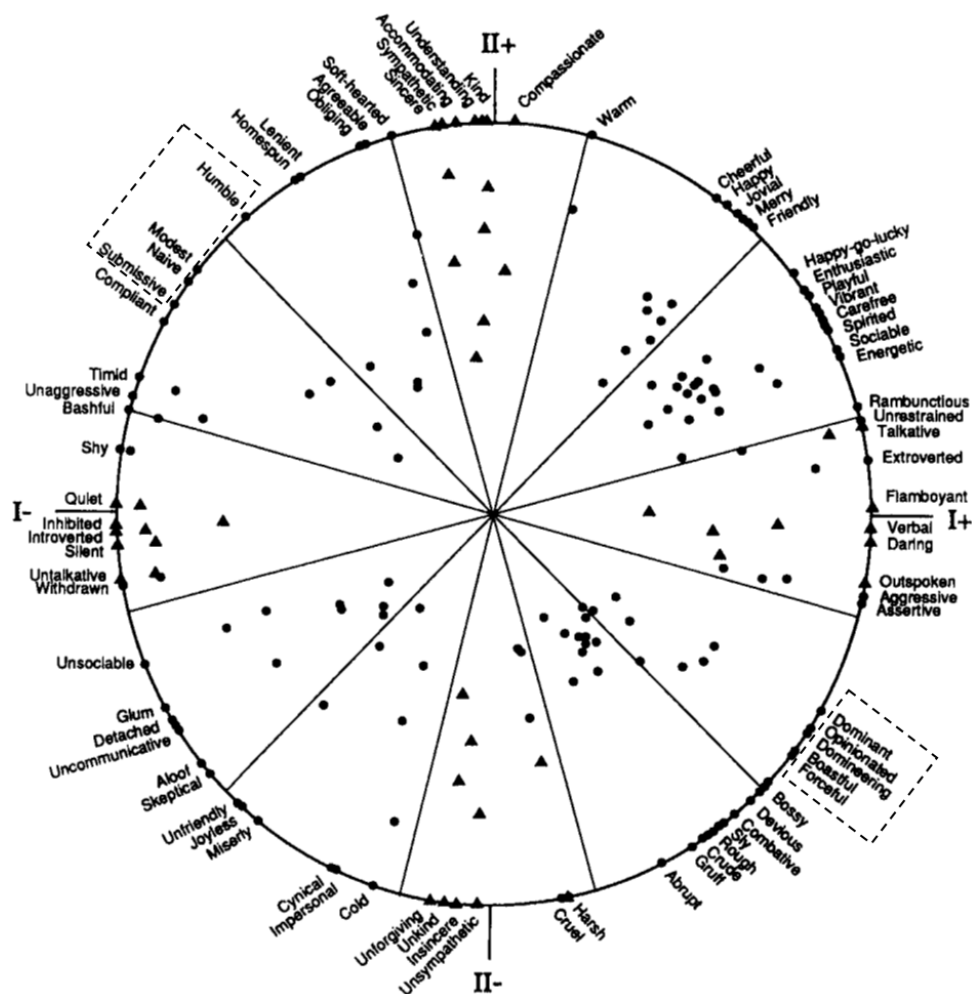 II+
Compassionate
Kind
Understanding
Accommodating
Sympathetic
Sincere
Soft-hearted
Agreeable
Obliging
Lenient
Homespun
Humble
Modest
Naive
Submissive
Compliant
Timid
Unaggressive
Bashful
Shy
Quiet
I-
Inhibited
Introverted
Silent
Untalkative
Withdrawn
Unsociable
Glum
Detached
Uncommunicative
Aloof
Skeptical
Unfriendly
Joyless
Miserly
Cynical
Impersonal
Cold
Unforgiving
Unkind
Insincere
Unsympathetic
II-
Warm
Cheerful
Happy
Jovial
Merry
Friendly
Happy-go-lucky
Enthusiastic
Playful
Vibrant
Carefree
Spirited
Sociable
Energetic
Rambunctious
Unrestrained
Talkative
Extroverted
Flamboyant
I+
Verbal
Daring
Outspoken
Aggressive
Assertive
Dominant
Opinionated
Domineering
Boastful
Forceful
Bossy
Devious
Combative
Sly
Rough
Crude
Gruff
Abrupt
Harsh
Cruel